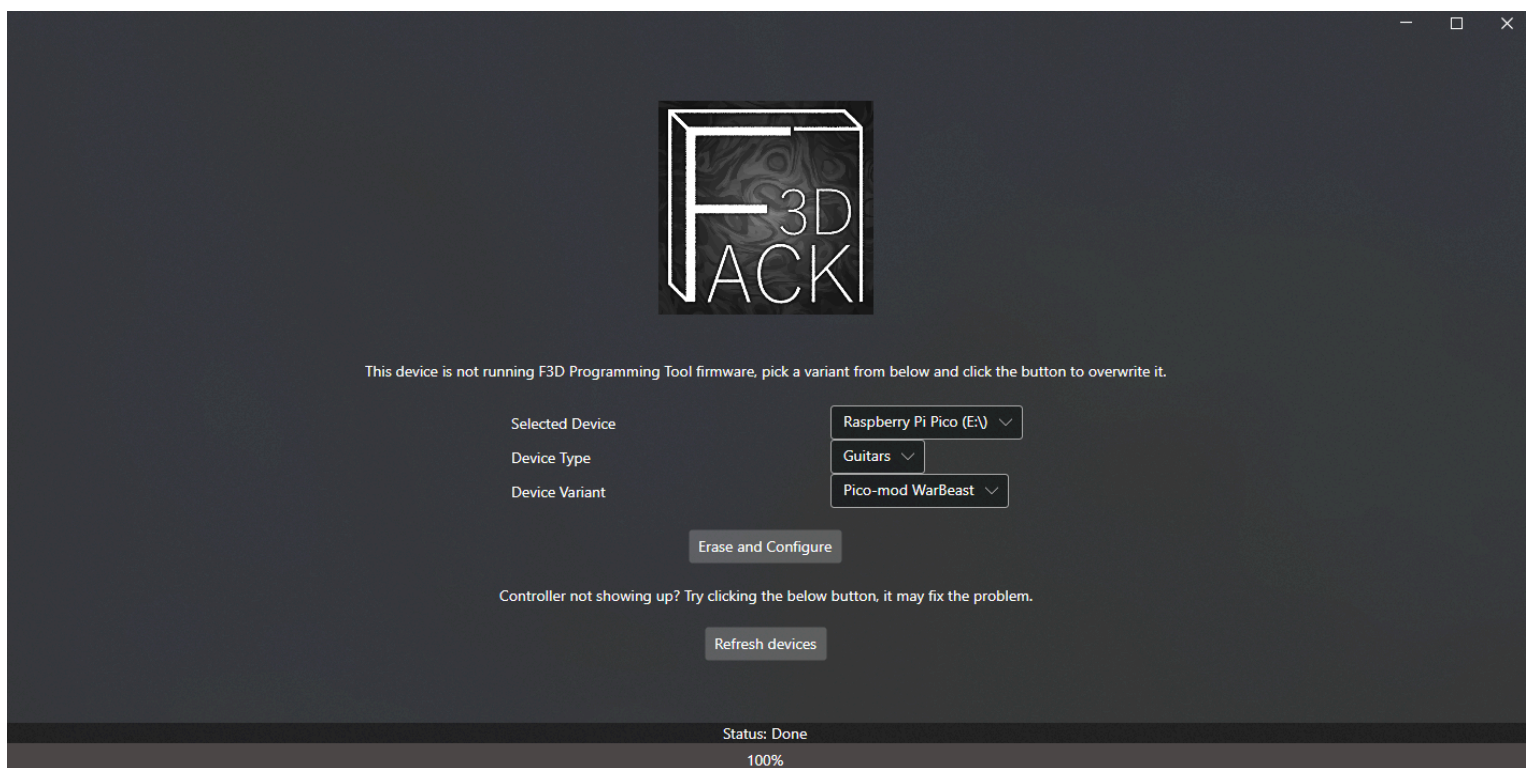 F3D
ACK
This device is not running F3D Programming Tool firmware, pick a variant from below and click the button to overwrite it.
Selected Device Raspberry Pi Pico (E:\)
Device Type Guitars
Device Variant Pico-mod WarBeast
Erase and Configure
Controller not showing up? Try clicking the below button, it may fix the problem.
Refresh devices
Status: Done
100%